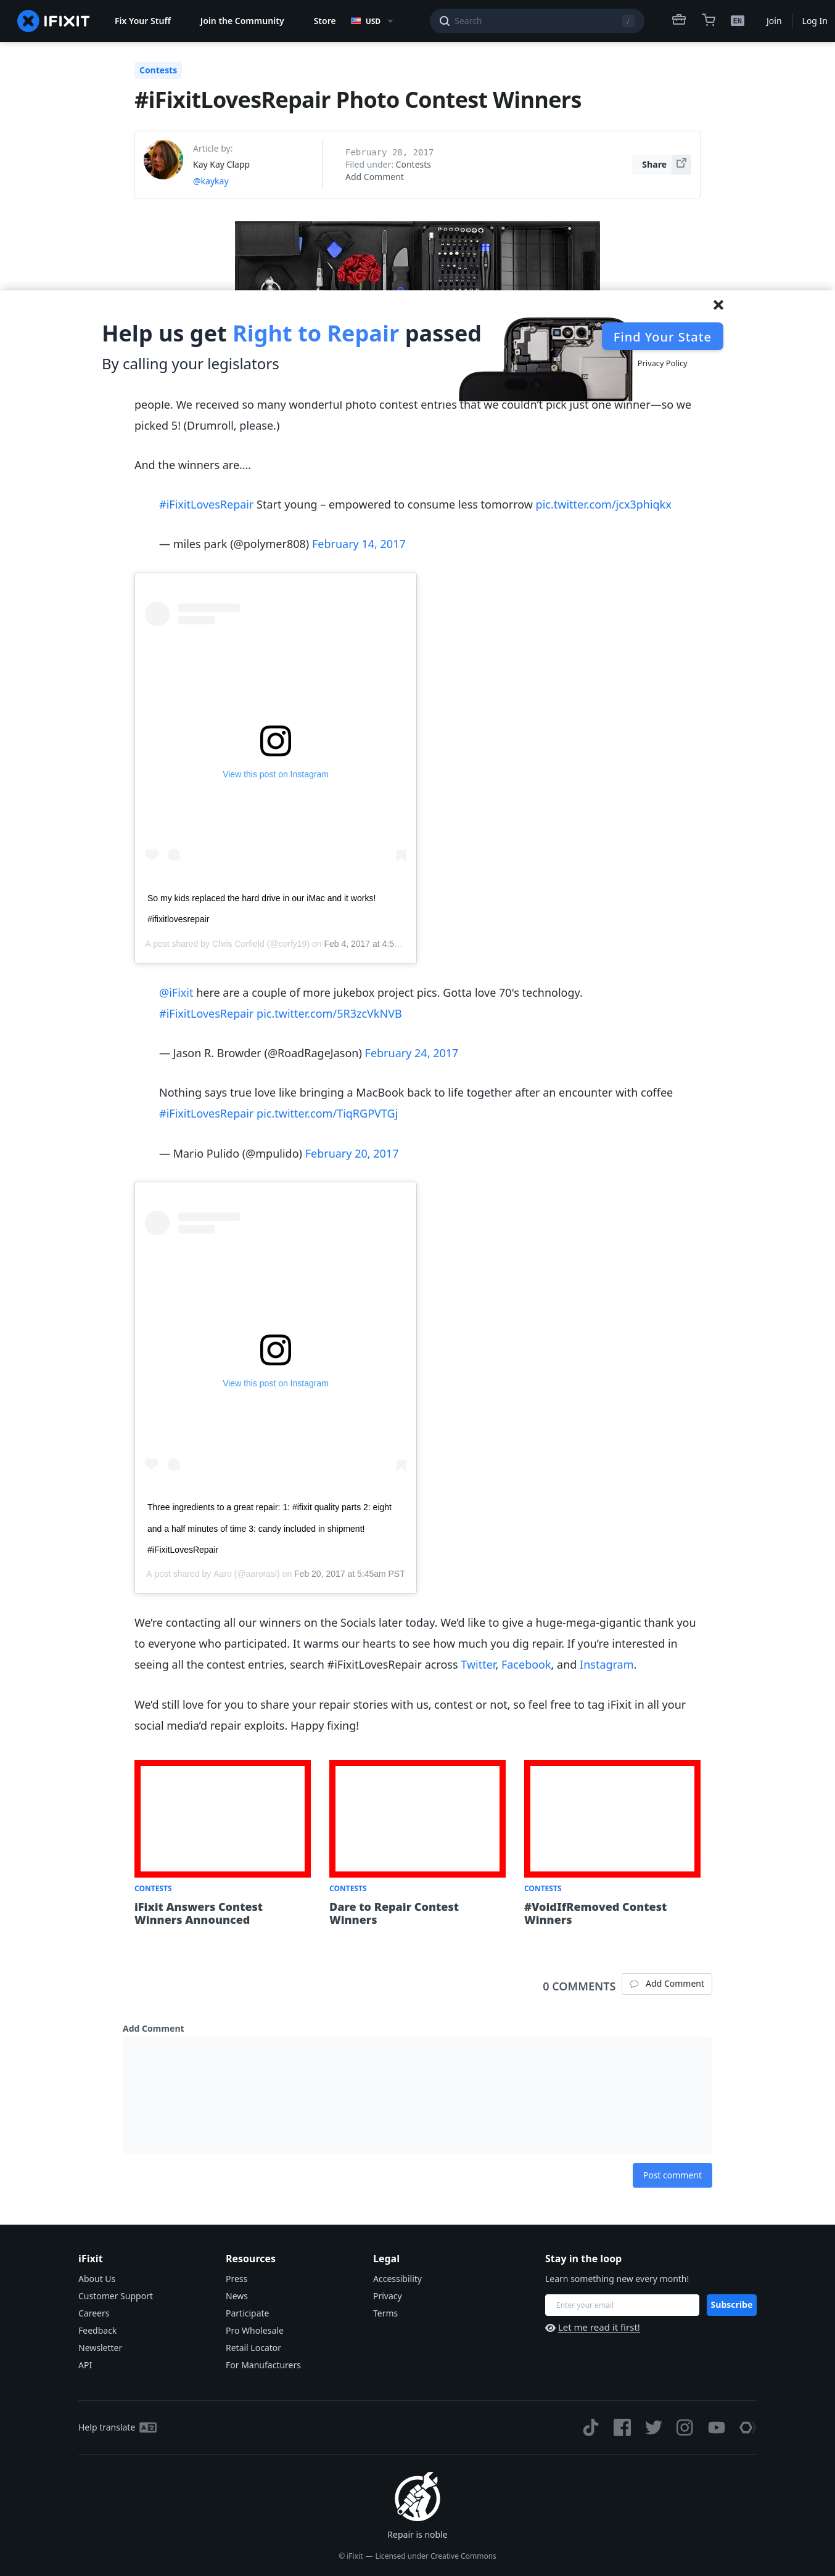 IFIXIT
Fix Your Stuff
Join the Community
Store
USD
Search
/
EN
Join
Log In
Contests
#iFixitLovesRepair Photo Contest Winners
Article by:
Kay Kay Clapp
@kaykay
February 28, 2017
Filed under: Contests
Add Comment
Share
Help us get Right to Repair passed
By calling your legislators
Find Your State
Privacy Policy
people. We received so many wonderful photo contest entries that we couldn't pick just one winner—so we
picked 5! (Drumroll, please.)
And the winners are....
#iFixitLovesRepair Start young – empowered to consume less tomorrow pic.twitter.com/jcx3phiqkx
— miles park (@polymer808) February 14, 2017
View this post on Instagram
So my kids replaced the hard drive in our iMac and it works!
#ifixitlovesrepair
A post shared by Chris Corfield (@corfy19) on Feb 4, 2017 at 4:5…
@iFixit here are a couple of more jukebox project pics. Gotta love 70's technology.
#iFixitLovesRepair pic.twitter.com/5R3zcVkNVB
— Jason R. Browder (@RoadRageJason) February 24, 2017
Nothing says true love like bringing a MacBook back to life together after an encounter with coffee
#iFixitLovesRepair pic.twitter.com/TiqRGPVTGj
— Mario Pulido (@mpulido) February 20, 2017
View this post on Instagram
Three ingredients to a great repair: 1: #ifixit quality parts 2: eight
and a half minutes of time 3: candy included in shipment!
#iFixitLovesRepair
A post shared by Aaro (@aarorasi) on Feb 20, 2017 at 5:45am PST
We're contacting all our winners on the Socials later today. We'd like to give a huge-mega-gigantic thank you
to everyone who participated. It warms our hearts to see how much you dig repair. If you're interested in
seeing all the contest entries, search #iFixitLovesRepair across Twitter, Facebook, and Instagram.
We'd still love for you to share your repair stories with us, contest or not, so feel free to tag iFixit in all your
social media'd repair exploits. Happy fixing!
CONTESTS
iFixit Answers Contest
Winners Announced
CONTESTS
Dare to Repair Contest
Winners
CONTESTS
#VoidIfRemoved Contest
Winners
0 COMMENTS
Add Comment
Add Comment
Post comment
iFixit
About Us
Customer Support
Careers
Feedback
Newsletter
API
Resources
Press
News
Participate
Pro Wholesale
Retail Locator
For Manufacturers
Legal
Accessibility
Privacy
Terms
Stay in the loop
Learn something new every month!
Enter your email
Subscribe
Let me read it first!
Help translate
Repair is noble
© iFixit — Licensed under Creative Commons